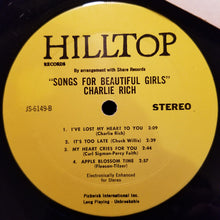 HILLTOP
RECORDS
By arrangement with Share Records
"SONGS FOR BEAUTIFUL GIRLS"
CHARLIE RICH
JS-6149-B
STEREO
1. I'VE LOST MY HEART TO YOU 2:09
(Charlie Rich)
2. IT'S TOO LATE (Chuck Willis) 2:39
3. MY HEART CRIES FOR YOU 2:44
(Carl Sigman-Percy Faith)
4. APPLE BLOSSOM TIME 2:57
(Fleeson-Tilzer)
Electronically Enhanced
for Stereo
Pickwick International Inc.
Long Playing - Unbreakable